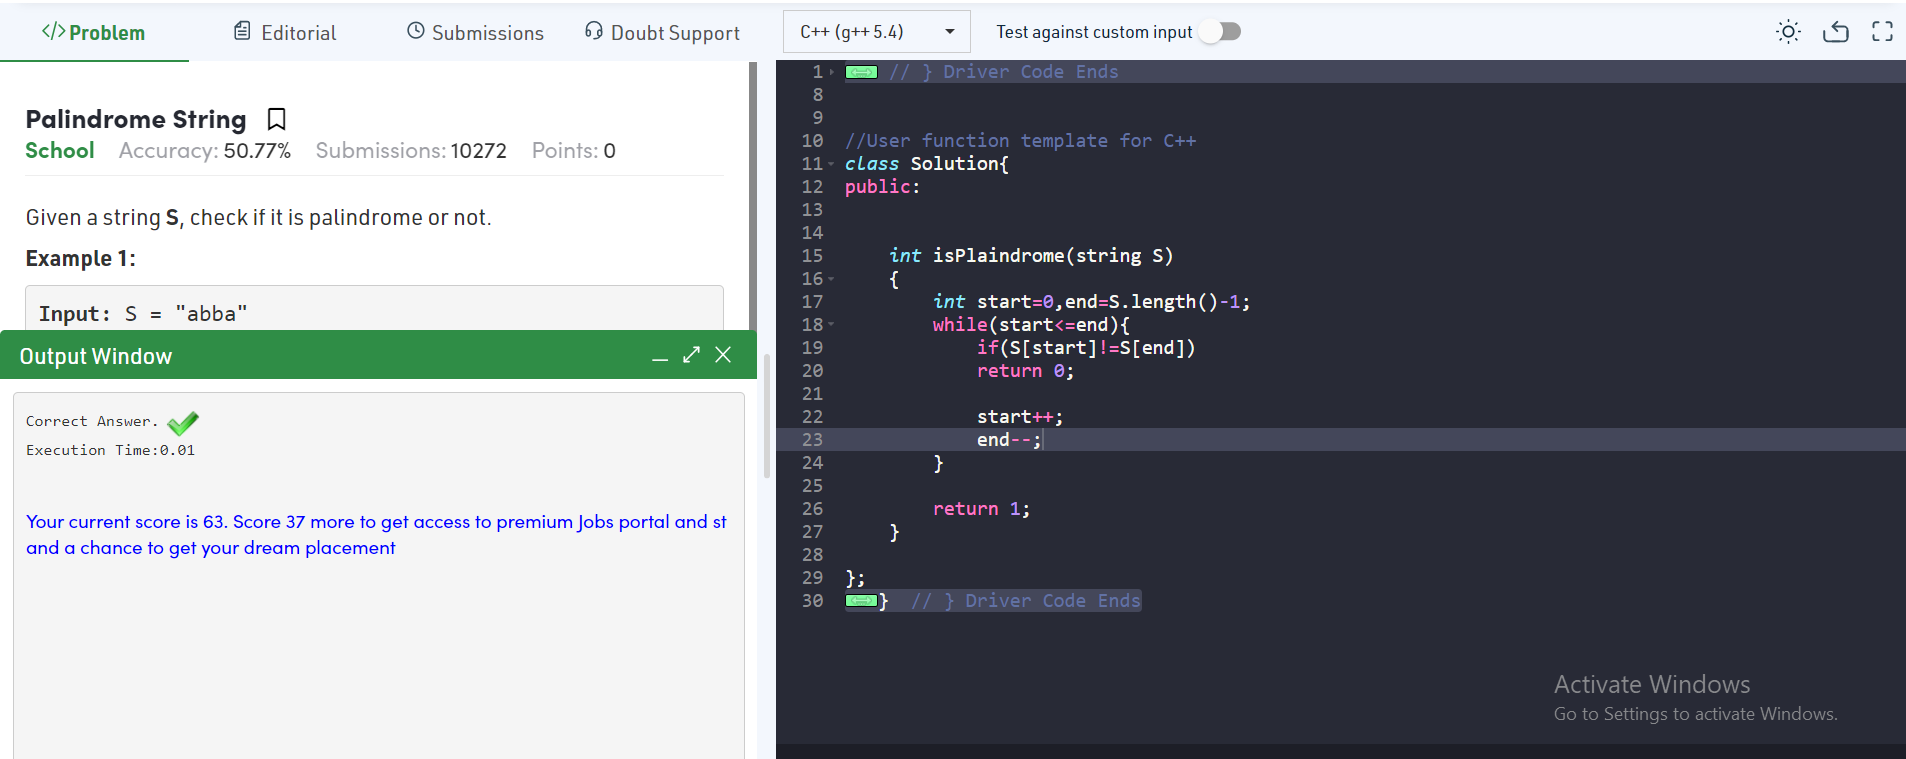 </>Problem
Editorial
Submissions
Doubt Support
Palindrome String
School Accuracy: 50.77% Submissions: 10272 Points: 0
Given a string S, check if it is palindrome or not.
Example 1:
Input: S = "abba"
Output Window
Correct Answer.
Execution Time:0.01
Your current score is 63. Score 37 more to get access to premium Jobs portal and st
and a chance to get your dream placement
C++ (g++ 5.4)
Test against custom input
1 // } Driver Code Ends
8
9
10 //User function template for C++
11 class Solution{
12 public:
13
14
15 int isPlaindrome(string S)
16 {
17 int start=0,end=S.length()-1;
18 while(start<=end){
19 if(S[start]!=S[end])
20 return 0;
21
22 start++;
23 end--;
24 }
25
26 return 1;
27 }
28
29 };
30 } // } Driver Code Ends
Activate Windows
Go to Settings to activate Windows.